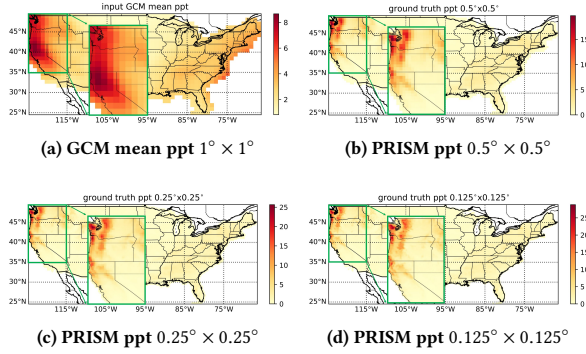 input GCM mean ppt
45°N
40°N
35°N
30°N
25°N
115°W 105°W 95°W 85°W 75°W
8
6
4
2
(a) GCM mean ppt 1° × 1°
ground truth ppt 0.5°x0.5°
45°N
40°N
35°N
30°N
25°N
115°W 105°W 95°W 85°W 75°W
15
10
5
0
(b) PRISM ppt 0.5° × 0.5°
ground truth ppt 0.25°x0.25°
45°N
40°N
35°N
30°N
25°N
115°W 105°W 95°W 85°W 75°W
25
20
15
10
5
0
(c) PRISM ppt 0.25° × 0.25°
ground truth ppt 0.125°x0.125°
45°N
40°N
35°N
30°N
25°N
115°W 105°W 95°W 85°W 75°W
25
20
15
10
5
0
(d) PRISM ppt 0.125° × 0.125°